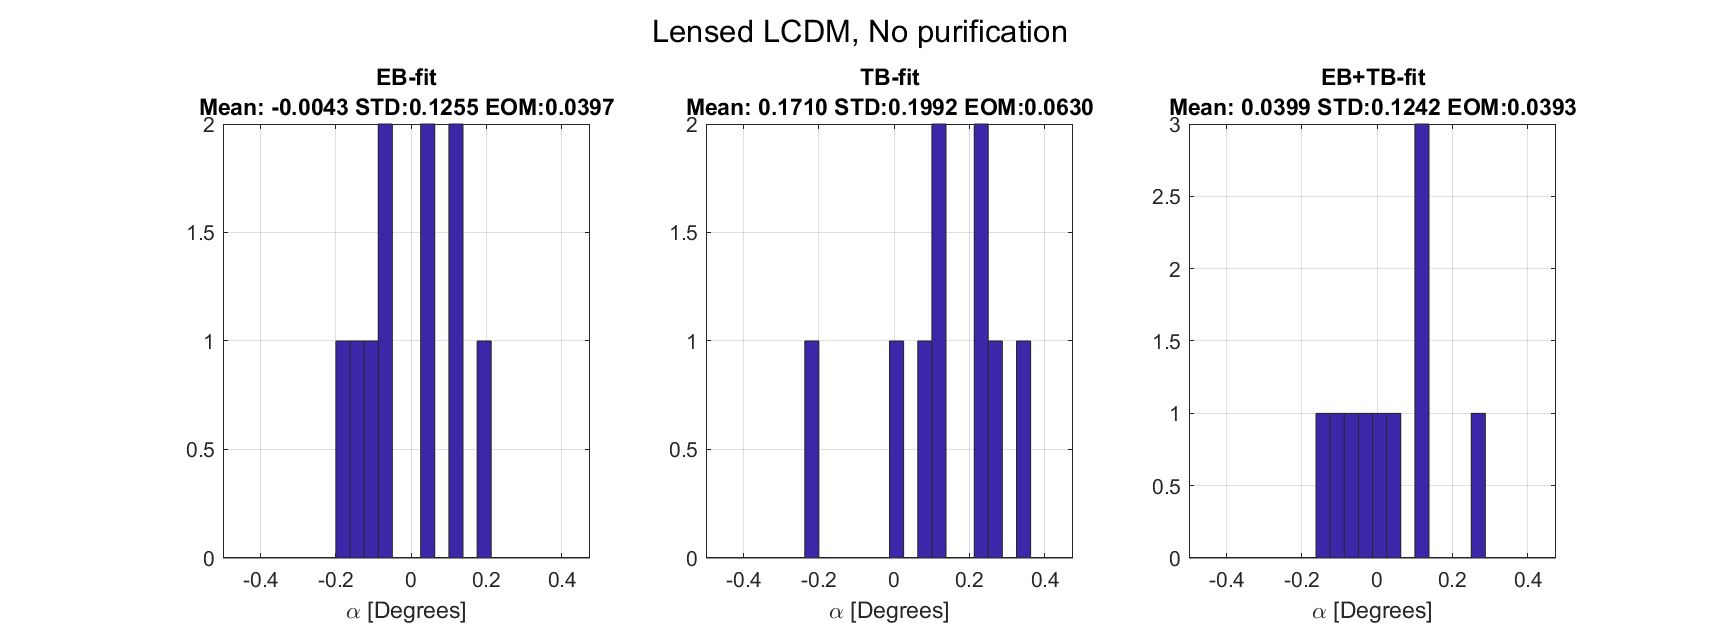 Lensed LCDM, No purification
EB-fit
Mean: -0.0043 STD:0.1255 EOM:0.0397
2
1.5
1
0.5
0
-0.4 -0.2 0 0.2 0.4
α [Degrees]
TB-fit
Mean: 0.1710 STD:0.1992 EOM:0.0630
2
1.5
1
0.5
0
-0.4 -0.2 0 0.2 0.4
α [Degrees]
EB+TB-fit
Mean: 0.0399 STD:0.1242 EOM:0.0393
3
2.5
2
1.5
1
0.5
0
-0.4 -0.2 0 0.2 0.4
α [Degrees]